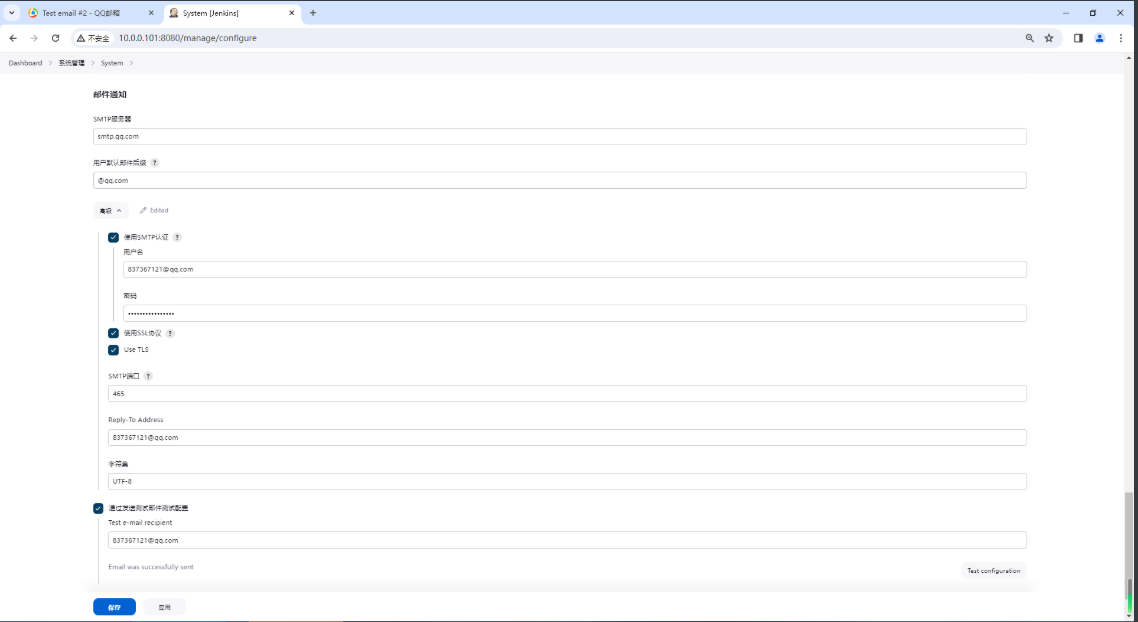 Test email #2 - QQ邮箱
System [Jenkins]
不安全
10.0.0.101:8080/manage/configure
Dashboard
系统管理
System
邮件通知
SMTP服务器
smtp.qq.com
用户默认邮件后缀 ?
@qq.com
高级
Edited
使用SMTP认证 ?
用户名
837367121@qq.com
密码
••••••••••••••••
使用SSL协议 ?
Use TLS
SMTP端口 ?
465
Reply-To Address
837367121@qq.com
字符集
UTF-8
通过发送测试邮件测试配置
Test e-mail recipient
837367121@qq.com
Email was successfully sent
Test configuration
保存
应用